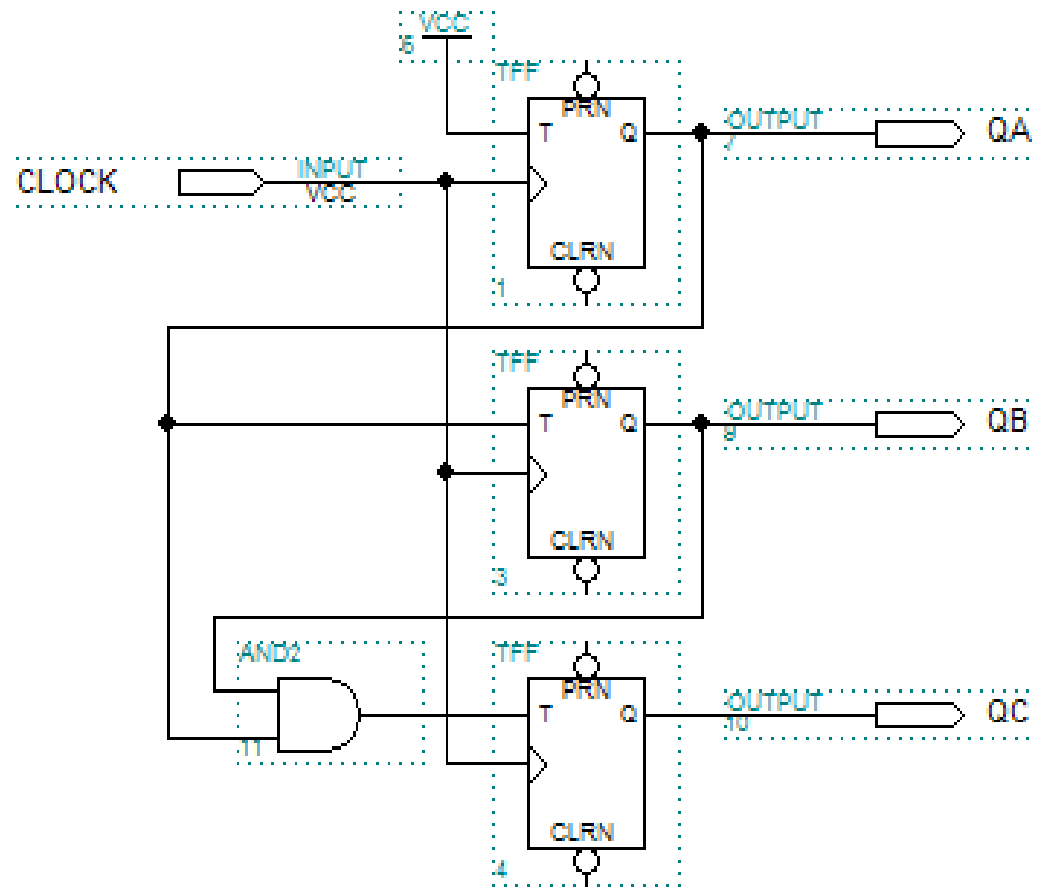 VCC
6
TFF
PRN
T
Q
OUTPUT
7
QA
CLOCK
INPUT
VCC
CLRN
1
TFF
PRN
T
Q
OUTPUT
9
QB
CLRN
3
AND2
11
TFF
PRN
T
Q
OUTPUT
10
QC
CLRN
4